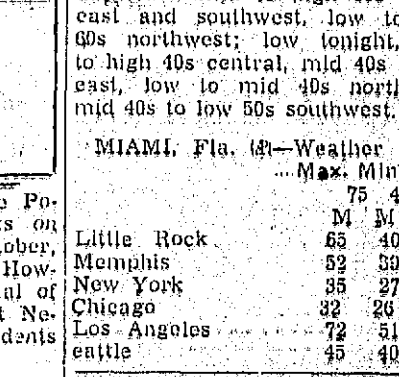 east and southwest, low to
60s northwest; low tonight,
to high 40s central, mid 40s
east, low to mid 40s north
mid 40s to low 50s southwest.
MIAMI, Fla. (AP)—Weather
Max. Min
75 4
M M
Little Rock 65 40
Memphis 52 39
New York 35 27
Chicago 32 26
Los Angeles 72 51
eattle 45 40
Po-
on
ober,
How-
al of
Ne-
dents